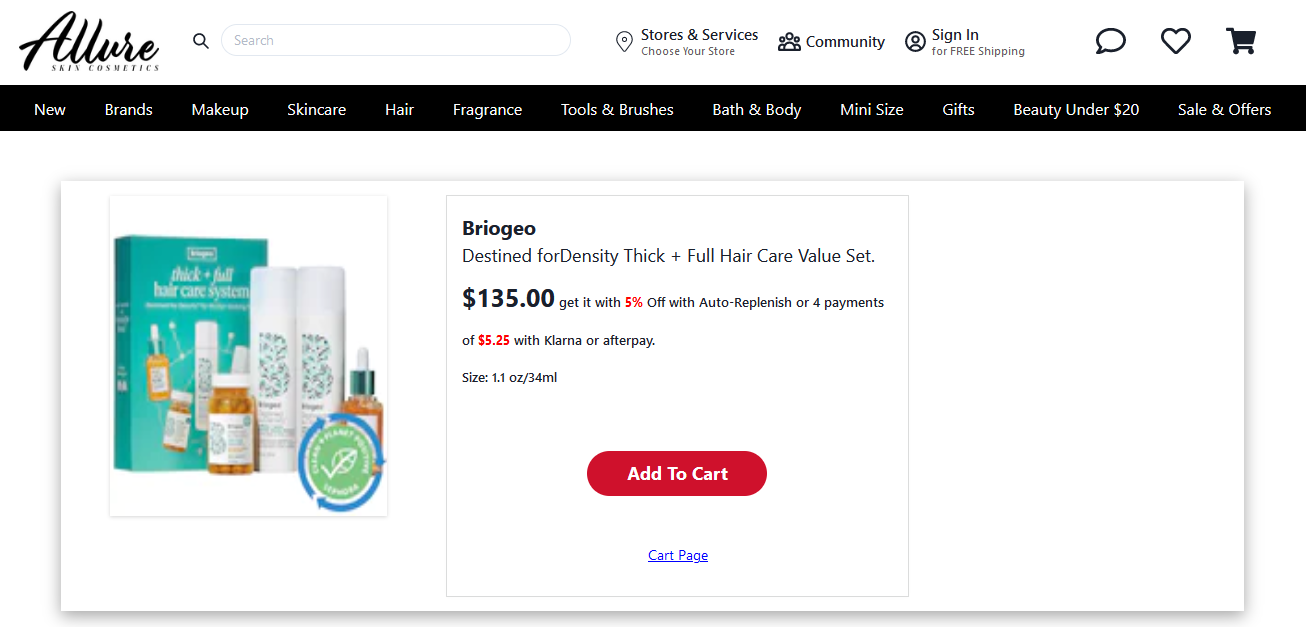 Allure
SKIN COSMETICS
Search
Stores & Services
Choose Your Store
Community
Sign In
for FREE Shipping
New Brands Makeup Skincare Hair Fragrance Tools & Brushes Bath & Body Mini Size Gifts Beauty Under $20 Sale & Offers
Briogeo
thick + full
hair care system
Briogeo
Briogeo
CLEAN + PLANET POSITIVE
SEPHORA
Briogeo
Destined forDensity Thick + Full Hair Care Value Set.
$135.00 get it with 5% Off with Auto-Replenish or 4 payments
of $5.25 with Klarna or afterpay.
Size: 1.1 oz/34ml
Add To Cart
Cart Page